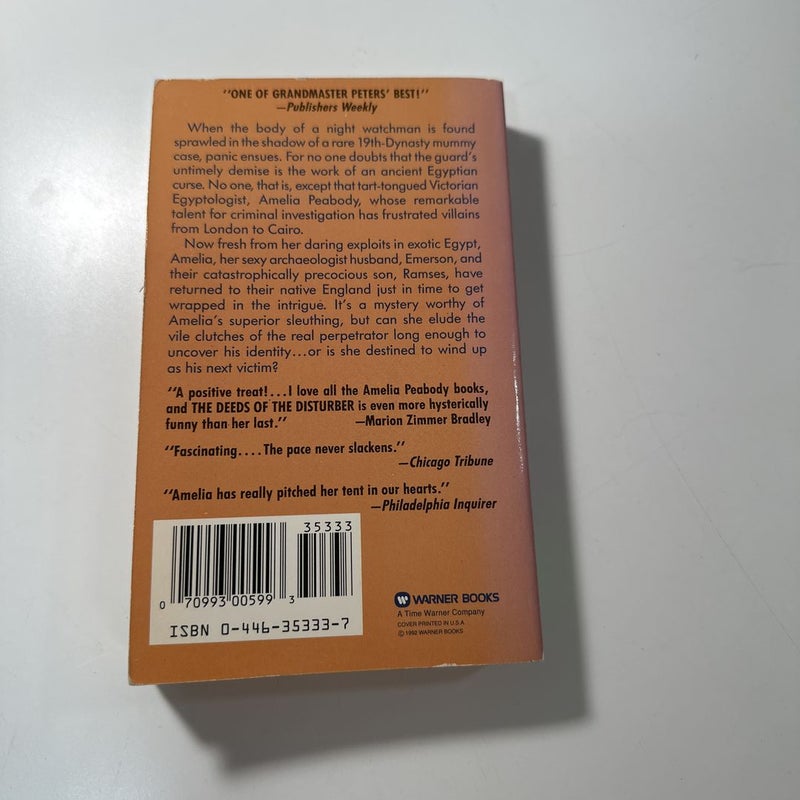 "ONE OF GRANDMASTER PETERS' BEST!"
—Publishers Weekly
When the body of a night watchman is found
sprawled in the shadow of a rare 19th-Dynasty mummy
case, panic ensues. For no one doubts that the guard's
untimely demise is the work of an ancient Egyptian
curse. No one, that is, except that tart-tongued Victorian
Egyptologist, Amelia Peabody, whose remarkable
talent for criminal investigation has frustrated villains
from London to Cairo.
Now fresh from her daring exploits in exotic Egypt,
Amelia, her sexy archaeologist husband, Emerson, and
their catastrophically precocious son, Ramses, have
returned to their native England just in time to get
wrapped in the intrigue. It's a mystery worthy of
Amelia's superior sleuthing, but can she elude the
vile clutches of the real perpetrator long enough to
uncover his identity...or is she destined to wind up
as his next victim?
"A positive treat!...I love all the Amelia Peabody books,
and THE DEEDS OF THE DISTURBER is even more hysterically
funny than her last." —Marion Zimmer Bradley
"Fascinating....The pace never slackens."
—Chicago Tribune
"Amelia has really pitched her tent in our hearts."
—Philadelphia Inquirer
35333
0 70993 00599 3
ISBN 0-446-35333-7
WARNER BOOKS
A Time Warner Company
COVER PRINTED IN U.S.A.
© 1992 WARNER BOOKS